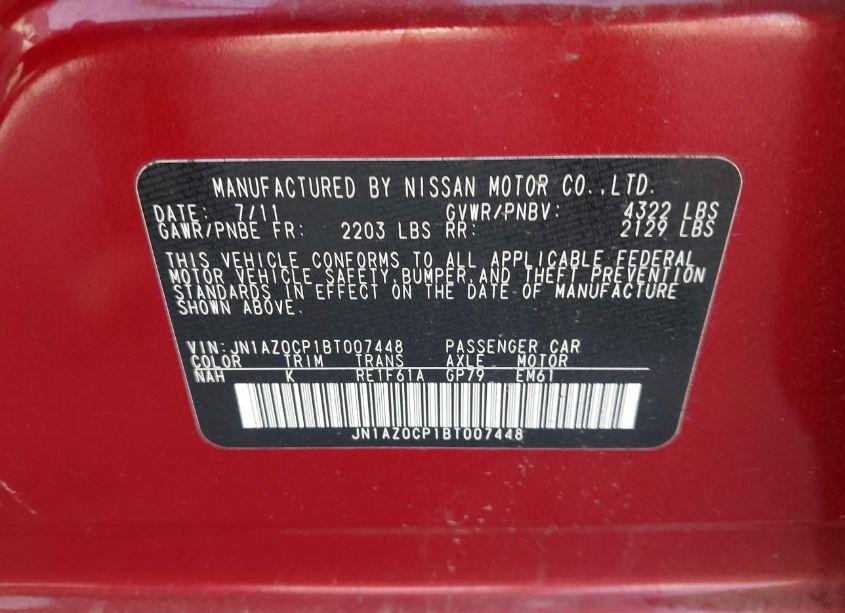 MANUFACTURED BY NISSAN MOTOR CO.,LTD.
DATE: 7/11 GVWR/PNBV: 4322 LBS
GAWR/PNBE FR: 2203 LBS RR: 2129 LBS
THIS VEHICLE CONFORMS TO ALL APPLICABLE FEDERAL
MOTOR VEHICLE SAFETY,BUMPER,AND THEFT PREVENTION
STANDARDS IN EFFECT ON THE DATE OF MANUFACTURE
SHOWN ABOVE.
VIN:JN1AZ0CP1BT007448 PASSENGER CAR
COLOR TRIM TRANS AXLE MOTOR
NAH K RE1F61A GP79 EM61
JN1AZ0CP1BT007448